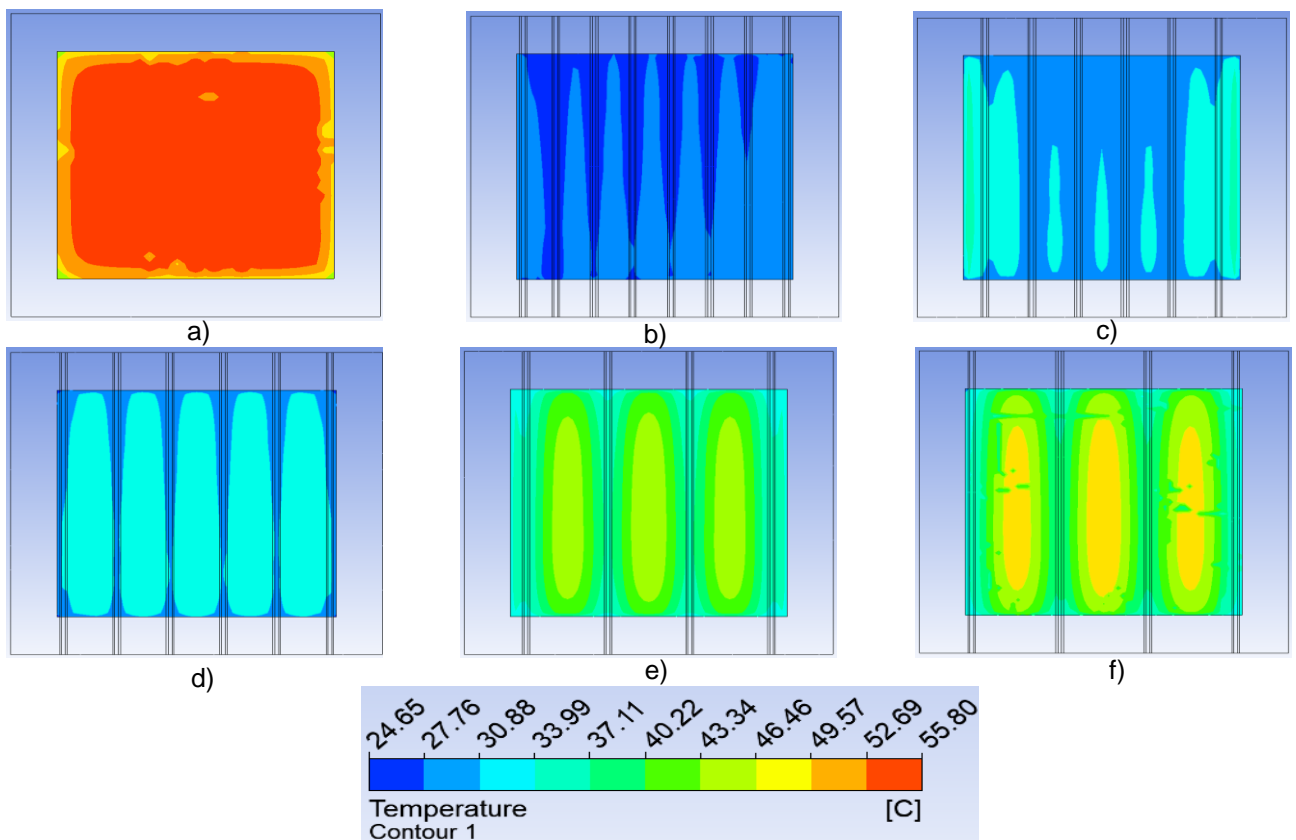 a)
b)
c)
d)
e)
f)
24.65 27.76 30.88 33.99 37.11 40.22 43.34 46.46 49.57 52.69 55.80
Temperature [C]
Contour 1